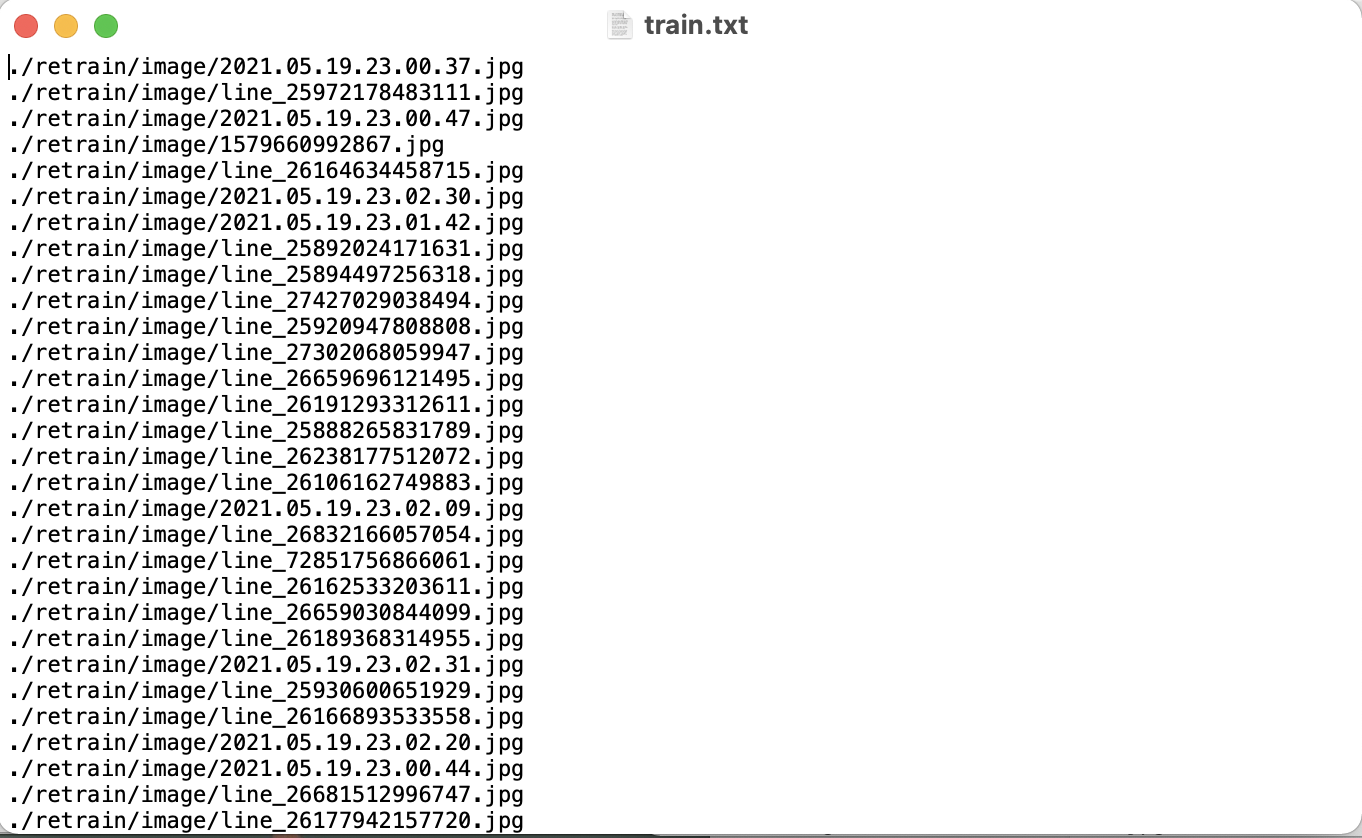 train.txt
./retrain/image/2021.05.19.23.00.37.jpg
./retrain/image/line_25972178483111.jpg
./retrain/image/2021.05.19.23.00.47.jpg
./retrain/image/1579660992867.jpg
./retrain/image/line_26164634458715.jpg
./retrain/image/2021.05.19.23.02.30.jpg
./retrain/image/2021.05.19.23.01.42.jpg
./retrain/image/line_25892024171631.jpg
./retrain/image/line_25894497256318.jpg
./retrain/image/line_27427029038494.jpg
./retrain/image/line_25920947808808.jpg
./retrain/image/line_27302068059947.jpg
./retrain/image/line_26659696121495.jpg
./retrain/image/line_26191293312611.jpg
./retrain/image/line_25888265831789.jpg
./retrain/image/line_26238177512072.jpg
./retrain/image/line_26106162749883.jpg
./retrain/image/2021.05.19.23.02.09.jpg
./retrain/image/line_26832166057054.jpg
./retrain/image/line_72851756866061.jpg
./retrain/image/line_26162533203611.jpg
./retrain/image/line_26659030844099.jpg
./retrain/image/line_26189368314955.jpg
./retrain/image/2021.05.19.23.02.31.jpg
./retrain/image/line_25930600651929.jpg
./retrain/image/line_26166893533558.jpg
./retrain/image/2021.05.19.23.02.20.jpg
./retrain/image/2021.05.19.23.00.44.jpg
./retrain/image/line_26681512996747.jpg
./retrain/image/line_26177942157720.jpg